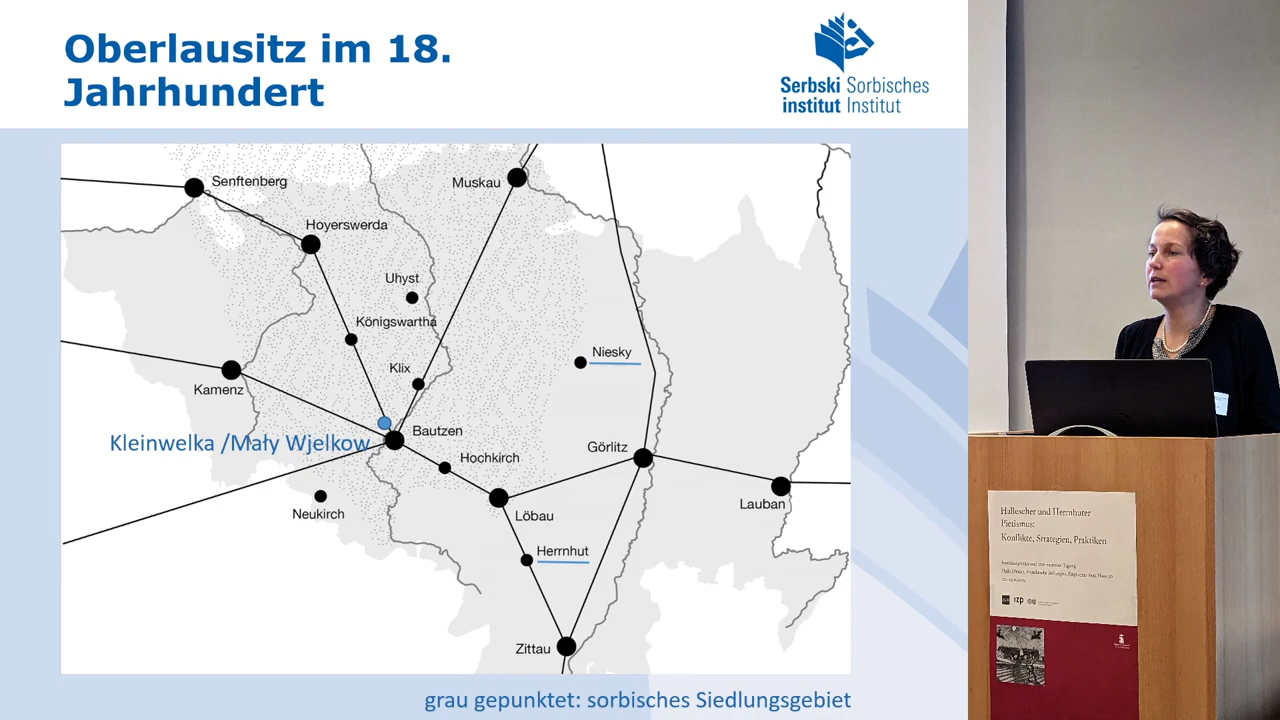 Oberlausitz im 18.
Jahrhundert
Serbski Sorbisches
institut Institut
Senftenberg
Muskau
Hoyerswerda
Uhyst
Königswartha
Niesky
Klix
Kamenz
Bautzen
Kleinwelka /Mały Wjelkow
Görlitz
Hochkirch
Lauban
Neukirch
Löbau
Herrnhut
Zittau
grau gepunktet: sorbisches Siedlungsgebiet
Hallescher und Herrnhuter
Pietismus:
Konflikte, Strategien, Praktiken
izp